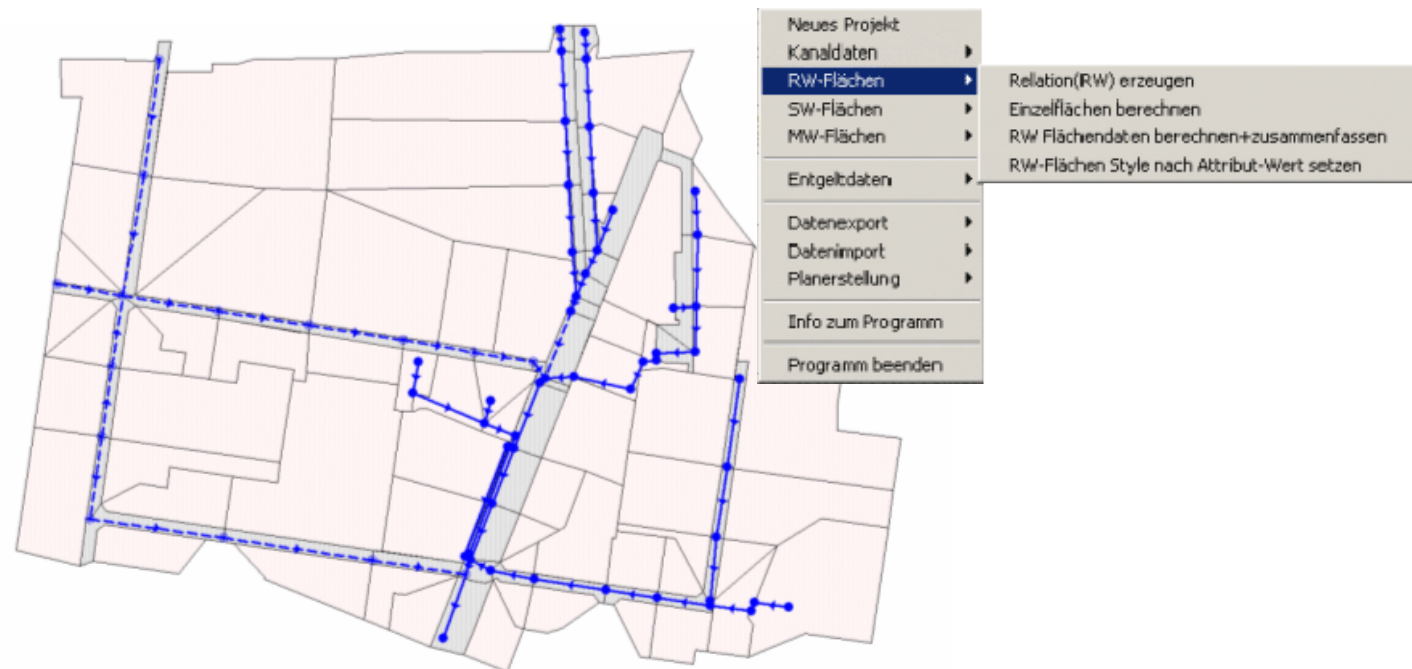 Neues Projekt
Kanaldaten
RW-Flächen
SW-Flächen
MW-Flächen
Entgeltdaten
Datenexport
Datenimport
Planerstellung
Info zum Programm
Programm beenden
Relation(RW) erzeugen
Einzelflächen berechnen
RW Flächendaten berechnen+zusammenfassen
RW-Flächen Style nach Attribut-Wert setzen